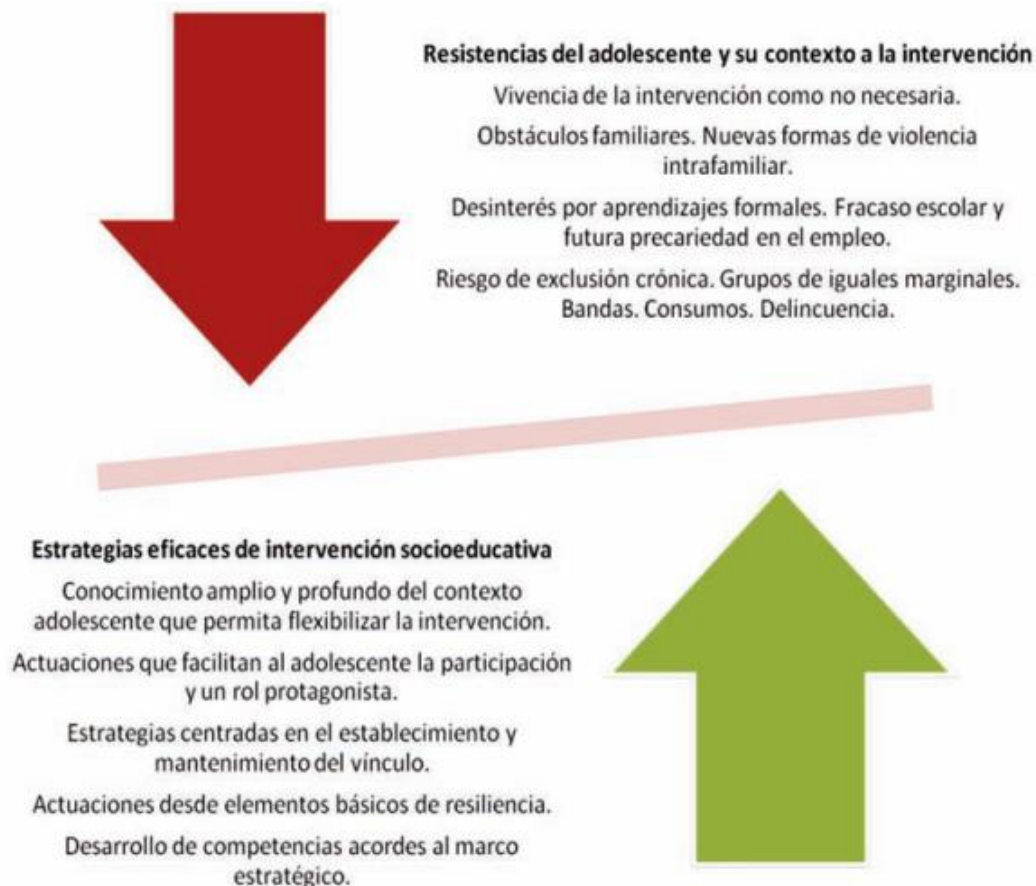 Resistencias del adolescente y su contexto a la intervención
Vivencia de la intervención como no necesaria.
Obstáculos familiares. Nuevas formas de violencia
intrafamiliar.
Desinterés por aprendizajes formales. Fracaso escolar y
futura precariedad en el empleo.
Riesgo de exclusión crónica. Grupos de iguales marginales.
Bandas. Consumos. Delincuencia.
Estrategias eficaces de intervención socioeducativa
Conocimiento amplio y profundo del contexto
adolescente que permita flexibilizar la intervención.
Actuaciones que facilitan al adolescente la participación
y un rol protagonista.
Estrategias centradas en el establecimiento y
mantenimiento del vínculo.
Actuaciones desde elementos básicos de resiliencia.
Desarrollo de competencias acordes al marco
estratégico.